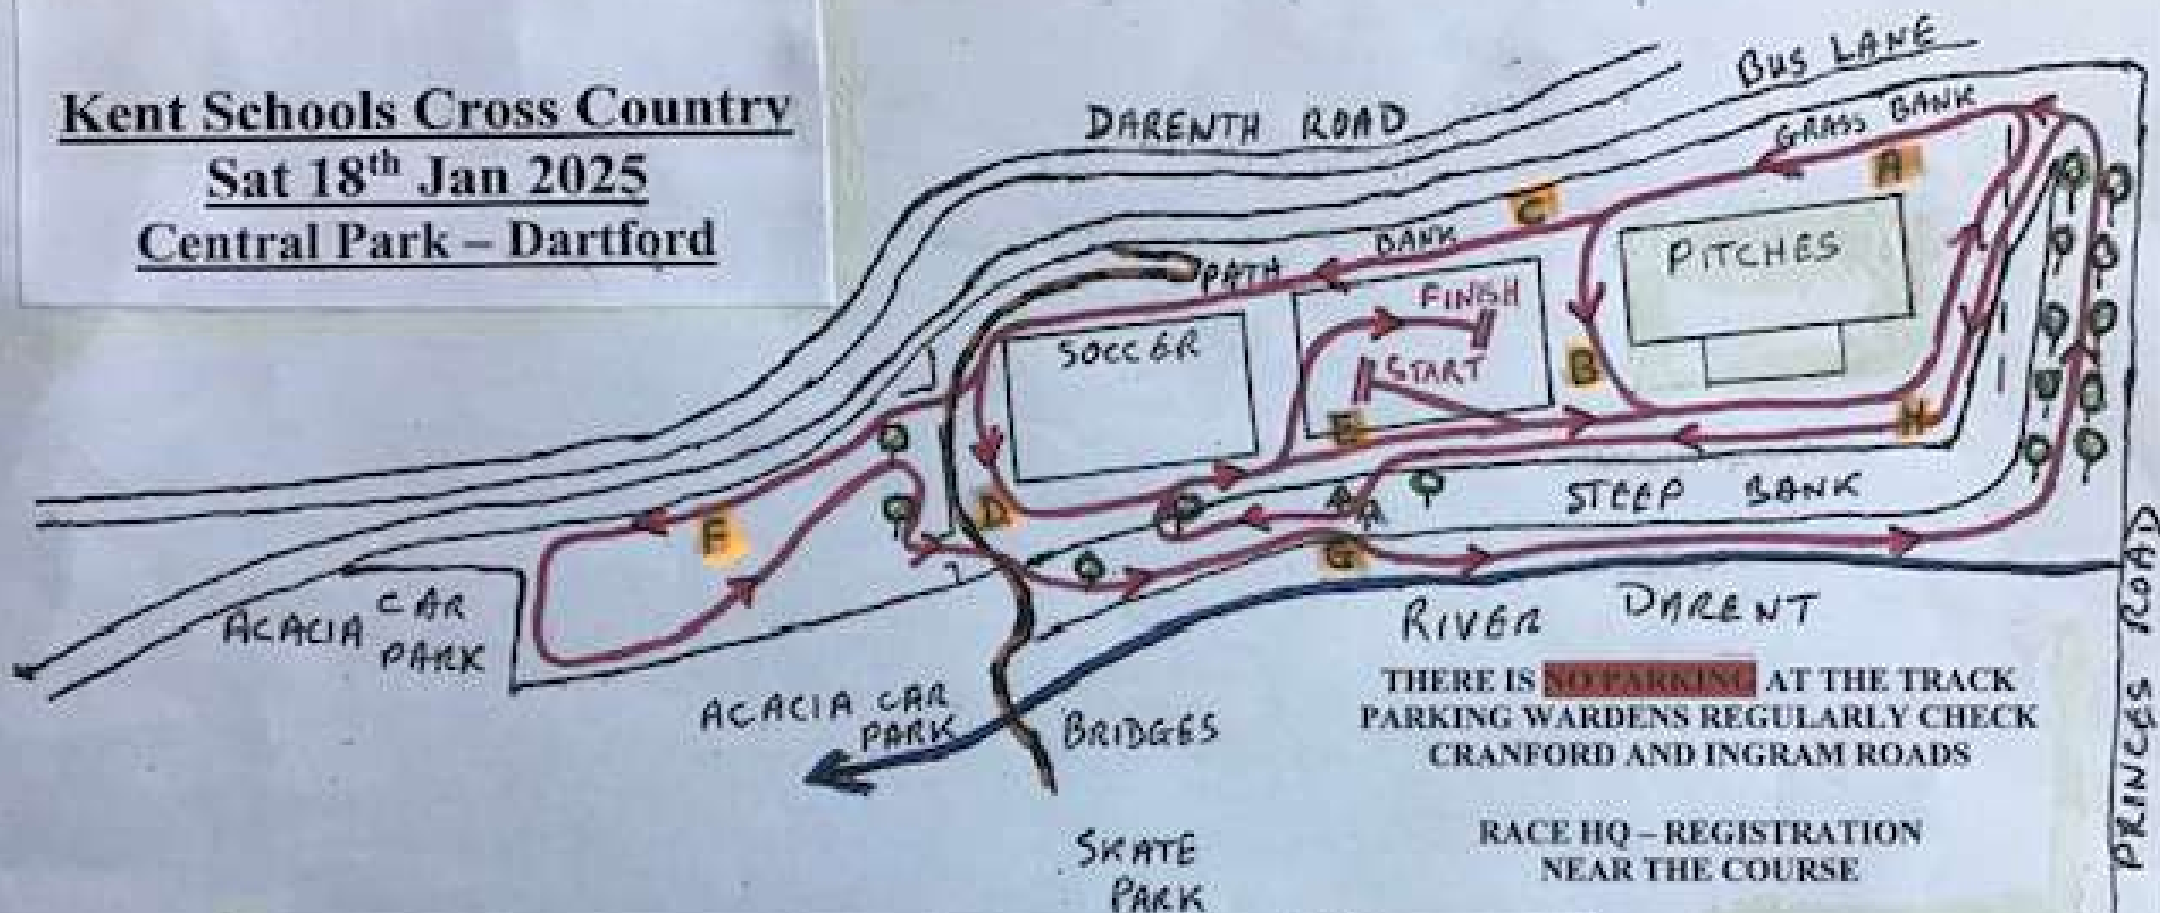 Kent Schools Cross Country
Sat 18th Jan 2025
Central Park – Dartford
BUS LANE
DARENTH ROAD
GRASS BANK
A
C
BANK
PATH
PITCHES
FINISH
SOCCER
START
B
E
H
D
F
STEEP BANK
G
CAR
ACACIA
PARK
RIVER DARENT
ACACIA CAR
PARK
BRIDGES
SKATE
PARK
PRINCES ROAD
THERE IS NO PARKING AT THE TRACK
PARKING WARDENS REGULARLY CHECK
CRANFORD AND INGRAM ROADS
RACE HQ – REGISTRATION
NEAR THE COURSE